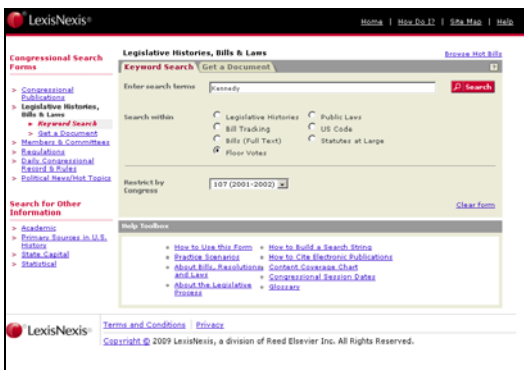 LexisNexis®
Home | How Do I? | Site Map | Help
Congressional Search Forms
> Congressional Publications
> Legislative Histories, Bills & Laws
» Keyword Search
> Get a Document
> Members & Committees
> Regulations
> Daily Congressional Record & Rules
> Political News/Hot Topics
Search for Other Information
> Academic
> Primary Sources in U.S. History
> State Capital
> Statistical
Legislative Histories, Bills & Laws
Browse Hot Bills
Keyword Search
Get a Document
?
Enter search terms
Kennedy
Search
Search within
Legislative Histories
Public Laws
Bill Tracking
US Code
Bills (Full Text)
Statutes at Large
Floor Votes
Restrict by Congress
107 (2001-2002)
Clear form
Help Toolbox
How to Use this Form
Practice Scenarios
About Bills, Resolutions and Laws
About the Legislative Process
How to Build a Search String
How to Cite Electronic Publications
Content Coverage Chart
Congressional Session Dates
Glossary
LexisNexis®
Terms and Conditions | Privacy
Copyright © 2009 LexisNexis, a division of Reed Elsevier Inc. All Rights Reserved.